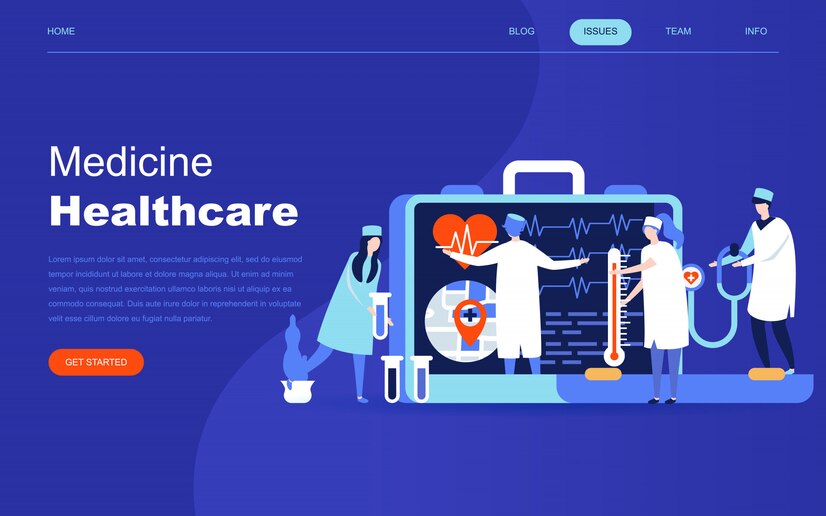 HOME
BLOG
ISSUES
TEAM
INFO
Medicine
Healthcare
Lorem ipsum dolor sit amet, consectetur adipiscing elit, sed do eiusmod
tempor incididunt ut labore et dolore magna aliqua. Ut enim ad minim
veniam, quis nostrud exercitation ullamco laboris nisi ut aliquip ex ea
commodo consequat. Duis aute irure dolor in reprehenderit in voluptate
velit esse cillum dolore eu fugiat nulla pariatur.
GET STARTED